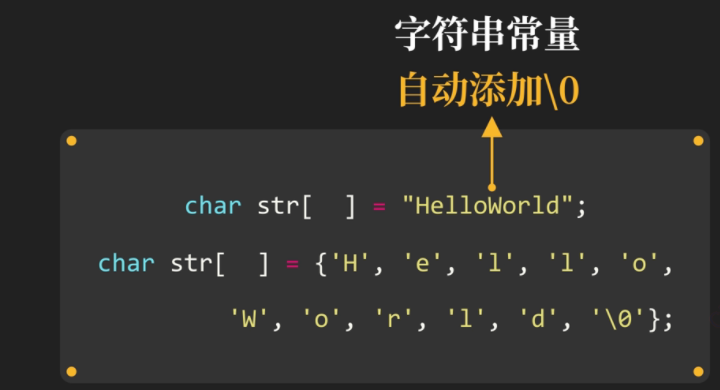 字符串常量
自动添加\0
char str[  ] = "HelloWorld";
char str[  ] = {'H', 'e', 'l', 'l', 'o',
'W', 'o', 'r', 'l', 'd', '\0'};